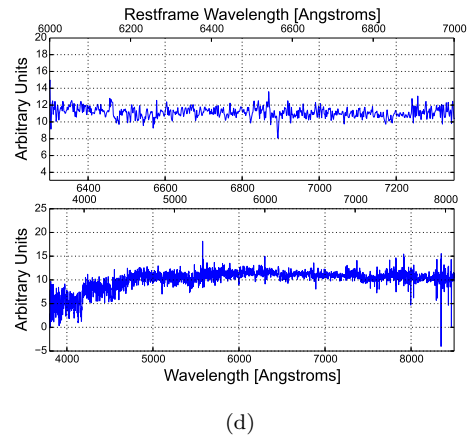 Restframe Wavelength [Angstroms]
6000 6200 6400 6600 6800 7000
20
18
16
14
12
10
8
6
4
Arbitrary Units
6400 6600 6800 7000 7200
4000 5000 6000 7000 8000
25
20
15
10
5
0
−5
Arbitrary Units
4000 5000 6000 7000 8000
Wavelength [Angstroms]
(d)